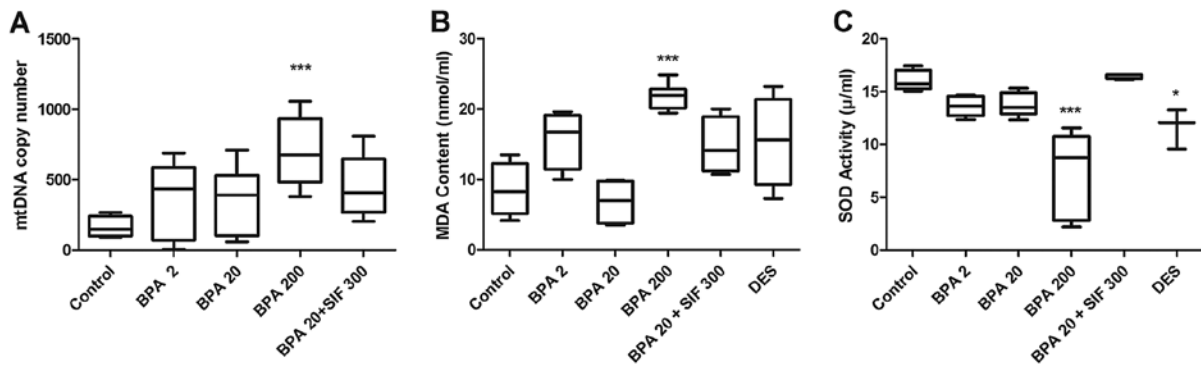 A
mtDNA copy number
1500
1000
500
0
***
Control
BPA 2
BPA 20
BPA 200
BPA 20+SIF 300
B
MDA Content (nmol/ml)
30
20
10
0
***
Control
BPA 2
BPA 20
BPA 200
BPA 20 + SIF 300
DES
C
SOD Activity (μ/ml)
20
15
10
5
0
***
*
Control
BPA 2
BPA 20
BPA 200
BPA 20 + SIF 300
DES